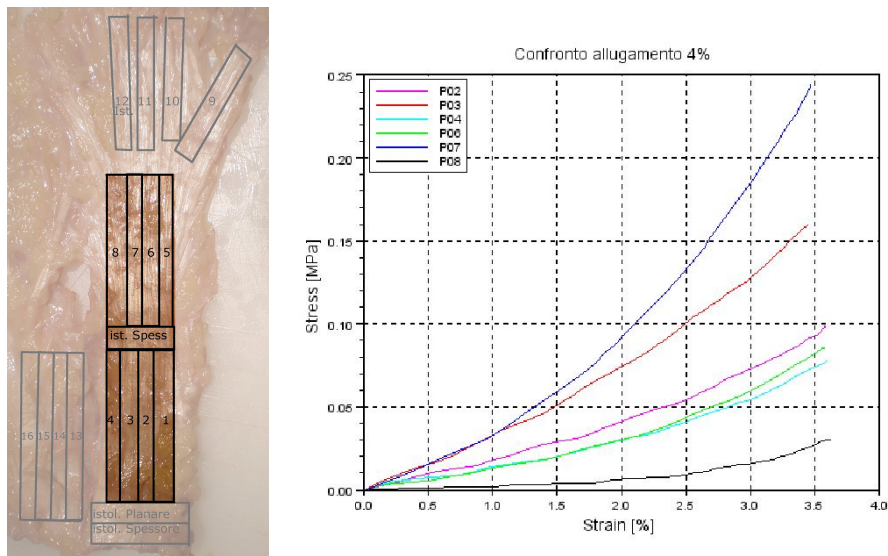 12 11 10 9
Ist.
8 7 6 5
ist. Spess
4 3 2 1
16 15 14 13
istol. Planare
istol. Spessore
Confronto allugamento 4%
P02
P03
P04
P06
P07
P08
Stress [MPa]
0.25
0.20
0.15
0.10
0.05
0.00
0.0 0.5 1.0 1.5 2.0 2.5 3.0 3.5 4.0
Strain [%]